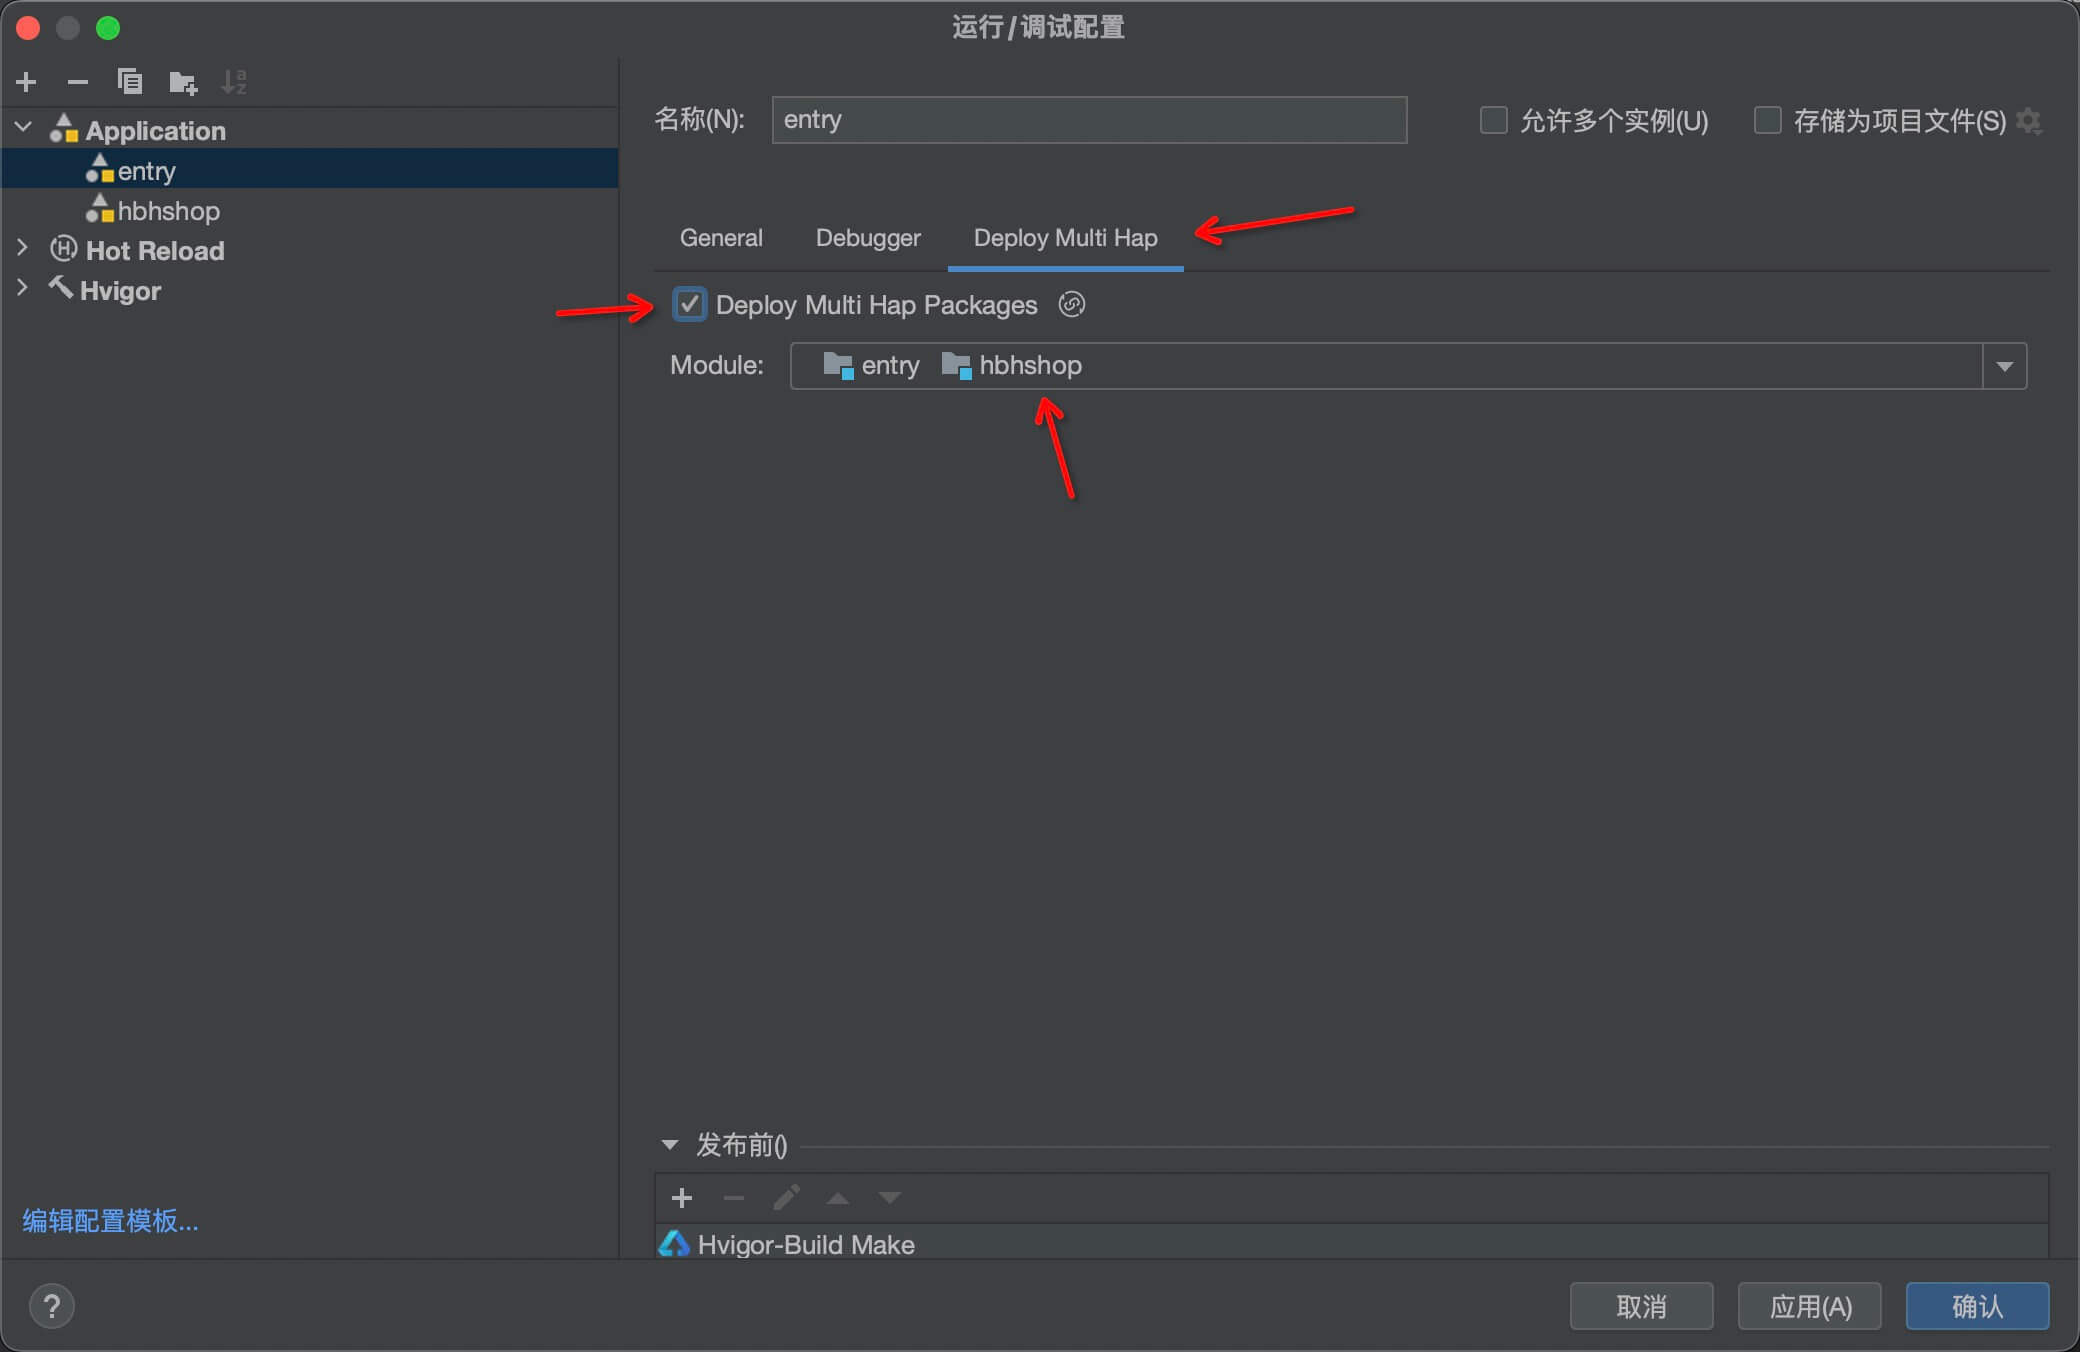 运行/调试配置
Application
entry
hbhshop
Hot Reload
Hvigor
编辑配置模板...
名称(N): entry
允许多个实例(U)
存储为项目文件(S)
General Debugger Deploy Multi Hap
Deploy Multi Hap Packages
Module: entry hbhshop
发布前()
Hvigor-Build Make
?
取消 应用(A) 确认